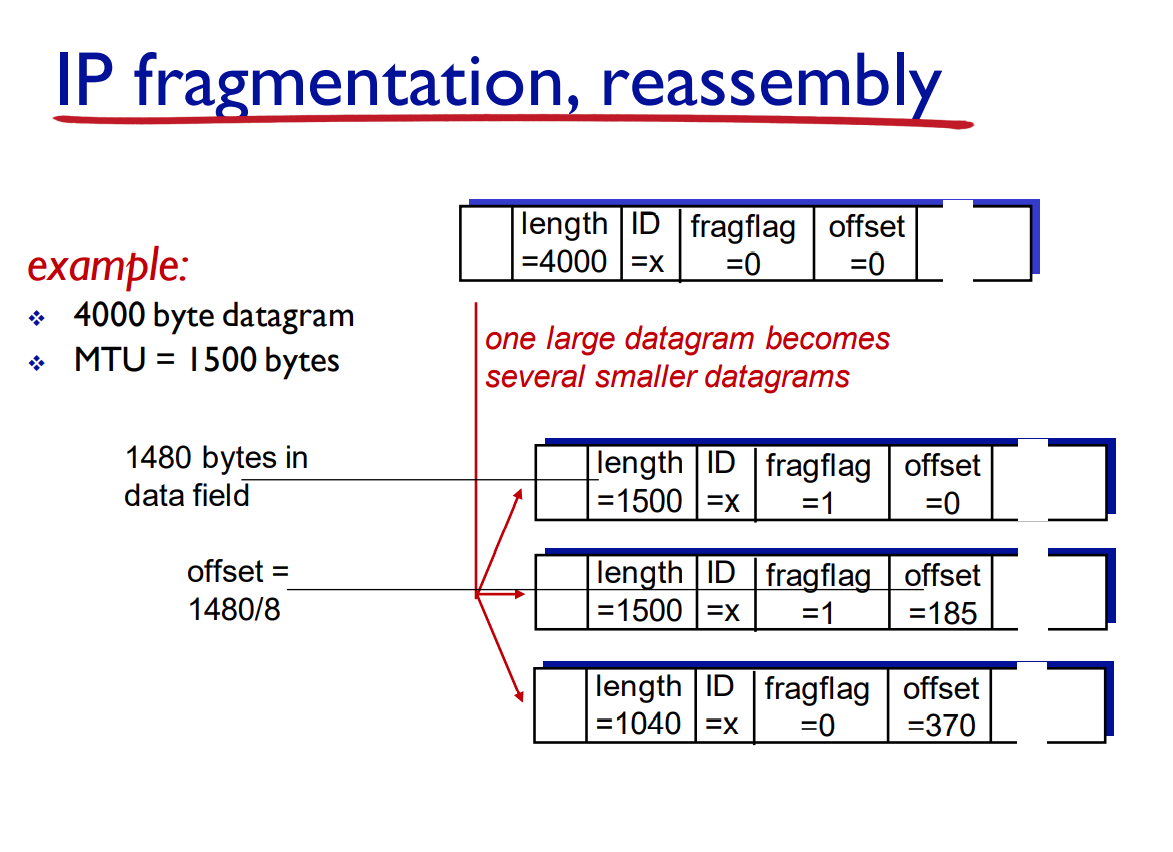 IP fragmentation, reassembly
example:
4000 byte datagram
MTU = 1500 bytes
length ID fragflag offset
=4000 =x =0 =0
one large datagram becomes
several smaller datagrams
1480 bytes in
data field
length ID fragflag offset
=1500 =x =1 =0
offset =
1480/8
length ID fragflag offset
=1500 =x =1 =185
length ID fragflag offset
=1040 =x =0 =370